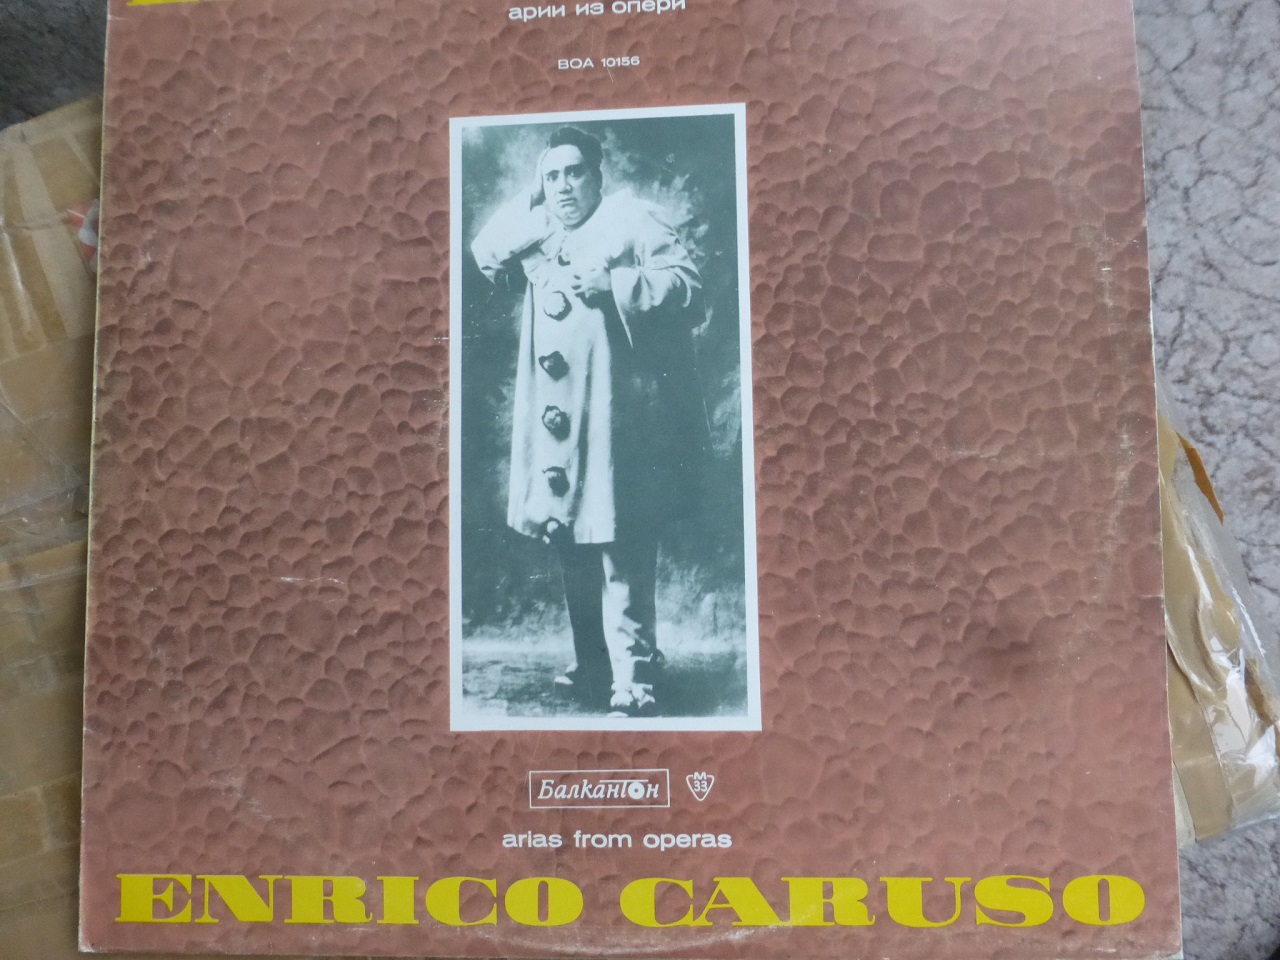 арии из опери
ВОА 10156
Балкантон
М
33
arias from operas
ENRICO CARUSO